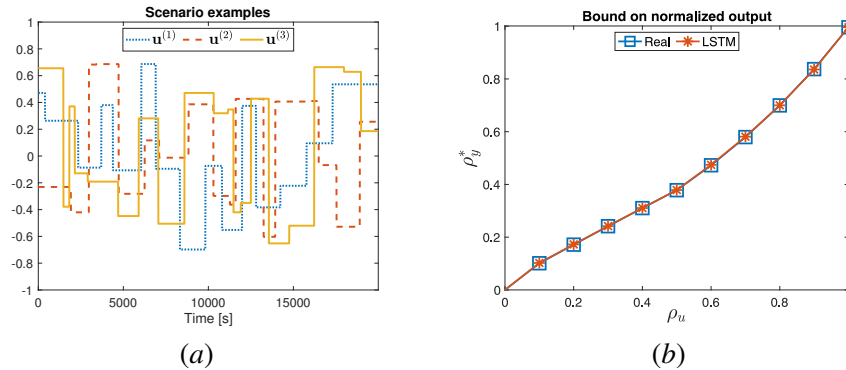 Scenario examples
u(1) u(2) u(3)
1
0.8
0.6
0.4
0.2
0
-0.2
-0.4
-0.6
-0.8
-1
0 5000 10000 15000
Time [s]
(a)
Bound on normalized output
Real LSTM
1
0.8
0.6
0.4
0.2
0
ρ*y
0 0.2 0.4 0.6 0.8
ρu
(b)